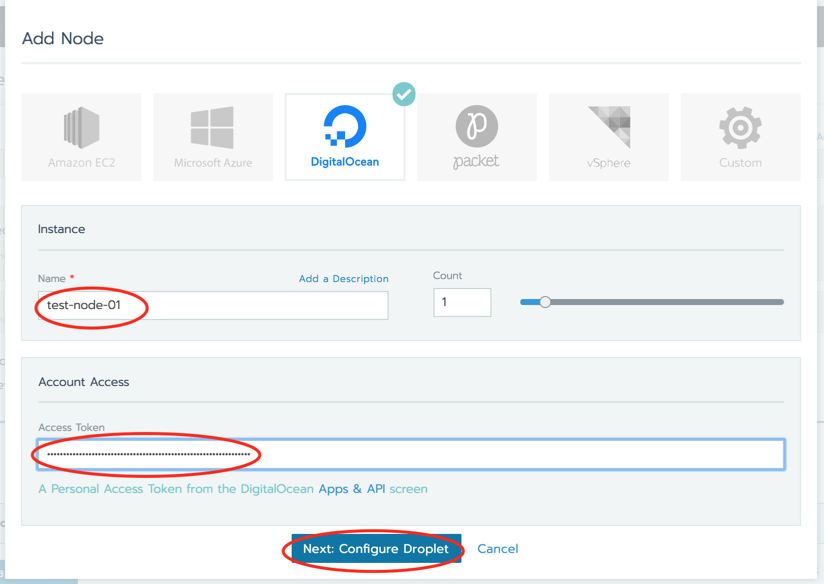 Add Node
Amazon EC2
Microsoft Azure
DigitalOcean
packet
vSphere
Custom
Instance
Name *
Add a Description
Count
test-node-01
1
Account Access
Access Token
A Personal Access Token from the DigitalOcean Apps & API screen
Next: Configure Droplet
Cancel